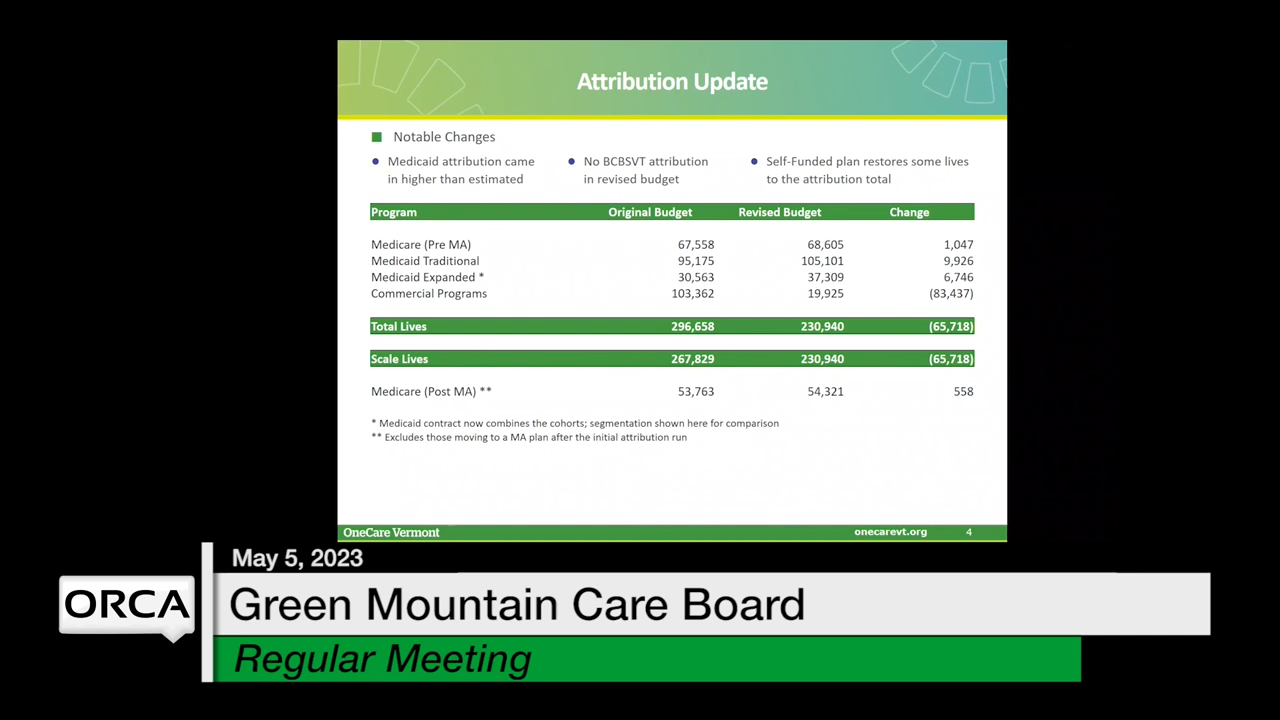 Attribution Update
Notable Changes
Medicaid attribution came
in higher than estimated
No BCBSVT attribution
in revised budget
Self-Funded plan restores some lives
to the attribution total
Program Original Budget Revised Budget Change
Medicare (Pre MA) 67,558 68,605 1,047
Medicaid Traditional 95,175 105,101 9,926
Medicaid Expanded * 30,563 37,309 6,746
Commercial Programs 103,362 19,925 (83,437)
Total Lives 296,658 230,940 (65,718)
Scale Lives 267,829 230,940 (65,718)
Medicare (Post MA) ** 53,763 54,321 558
* Medicaid contract now combines the cohorts; segmentation shown here for comparison
** Excludes those moving to a MA plan after the initial attribution run
OneCare Vermont onecarevt.org 4
May 5, 2023
ORCA
Green Mountain Care Board
Regular Meeting